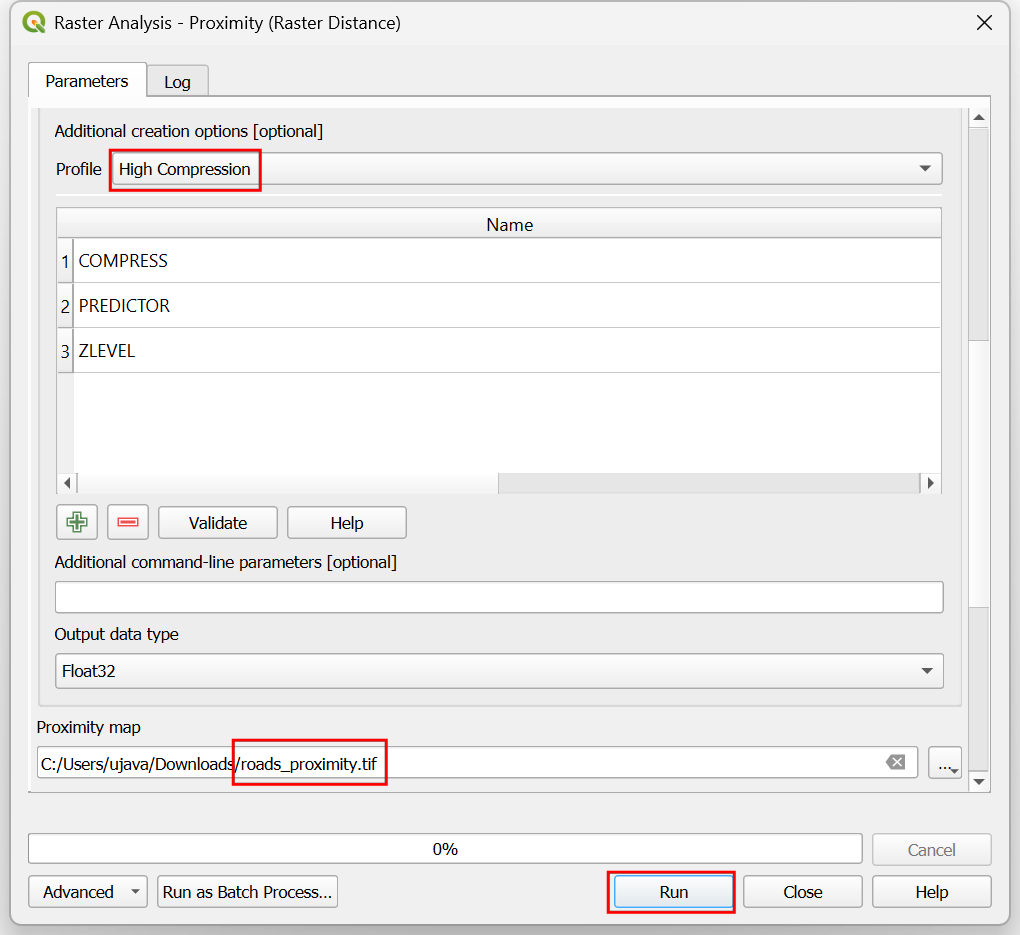 Raster Analysis - Proximity (Raster Distance)
Parameters
Log
Additional creation options [optional]
Profile High Compression
Name
1 COMPRESS
2 PREDICTOR
3 ZLEVEL
Validate
Help
Additional command-line parameters [optional]
Output data type
Float32
Proximity map
C:/Users/ujava/Downloads/roads_proximity.tif
...
0%
Cancel
Advanced
Run as Batch Process...
Run
Close
Help